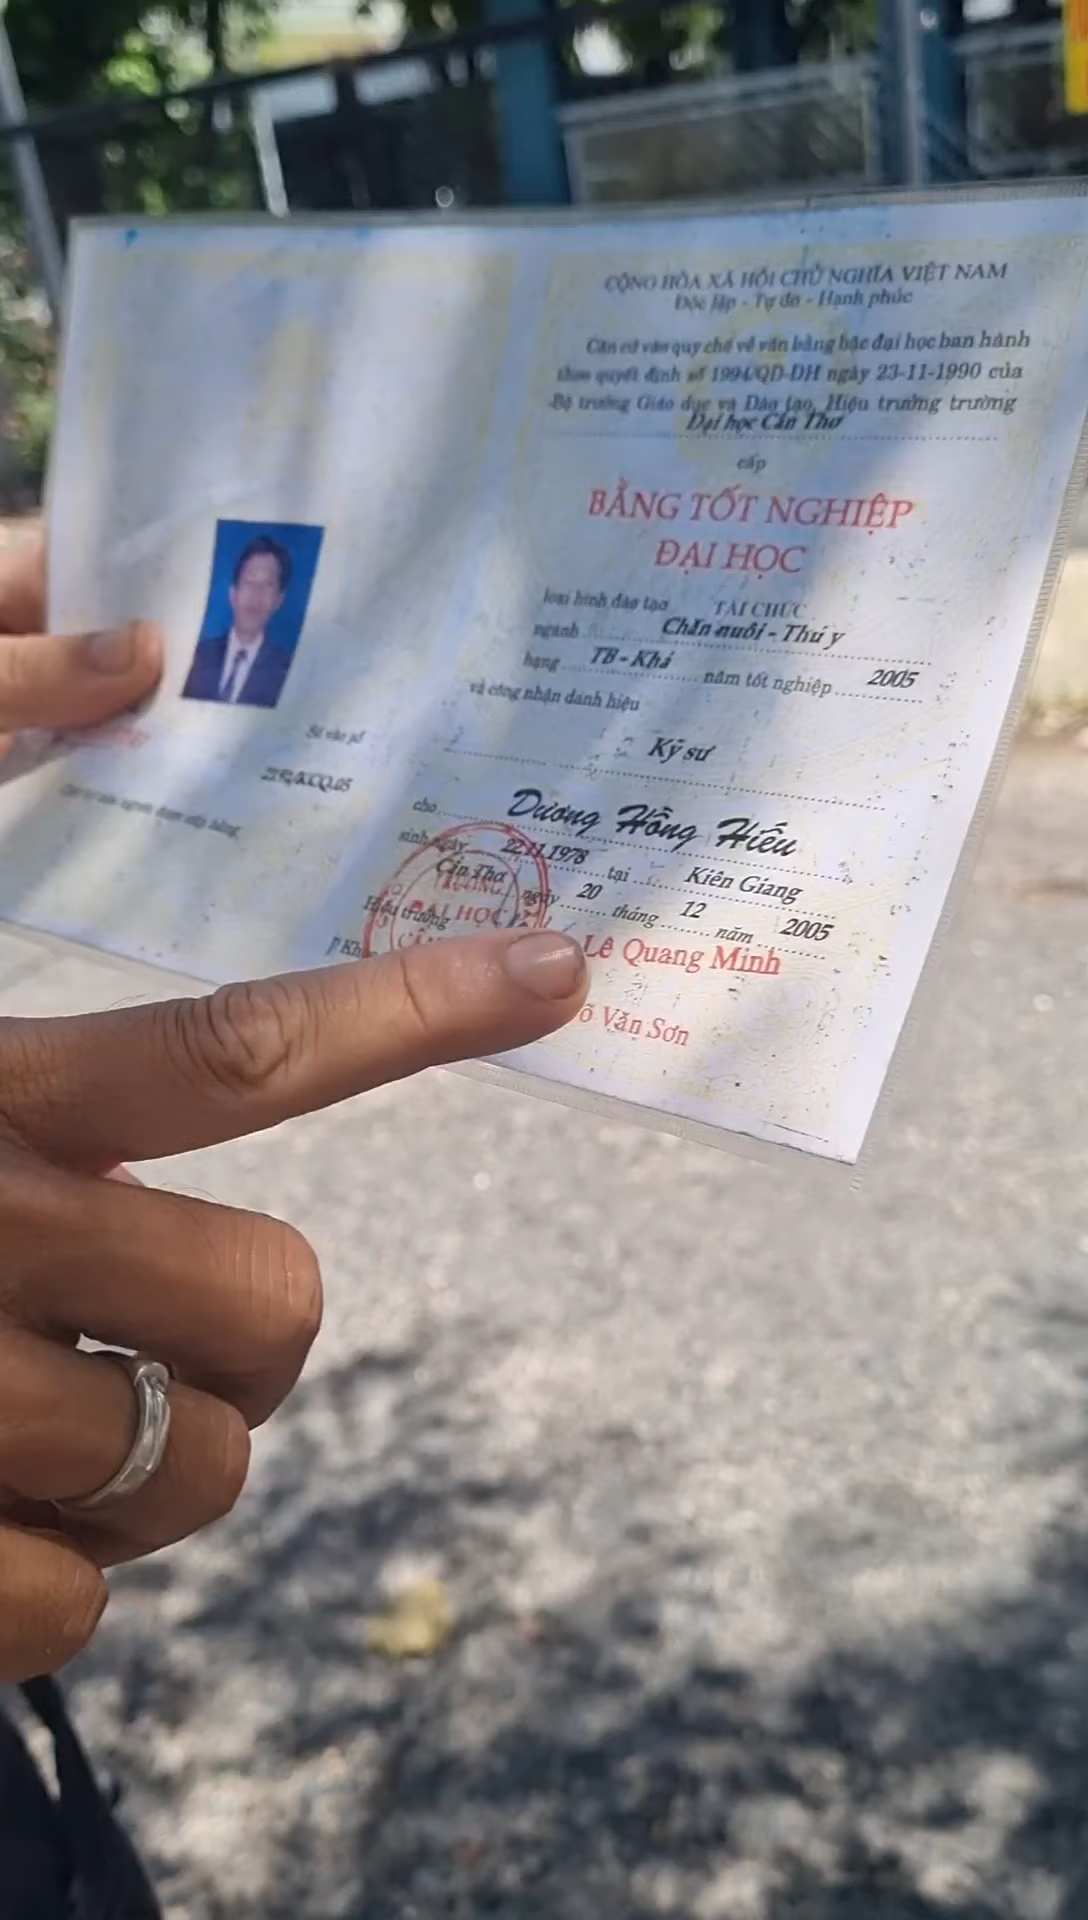 CỘNG HÒA XÃ HỘI CHỦ NGHĨA VIỆT NAM
Độc lập - Tự do - Hạnh phúc
Căn cứ vào quy chế về văn bằng bậc đại học ban hành
theo quyết định số 1994/QD-DH ngày 23-11-1990 của
Bộ trưởng Giáo dục và Đào tạo, Hiệu trưởng trường
Đại học Cần Thơ
cấp
BẰNG TỐT NGHIỆP
ĐẠI HỌC
loại hình đào tạo TẠI CHỨC
ngành Chăn nuôi - Thú y
hạng TB - Khá năm tốt nghiệp 2005
và công nhận danh hiệu
Kỹ sư
cho Dương Hồng Hiếu
sinh ngày 22.11.1978 tại Kiên Giang
Cần Thơ ngày 20 tháng 12 năm 2005
Hiệu trưởng
TRƯỜNG
ĐẠI HỌC
Lê Quang Minh
Văn Sơn
Số vào sổ